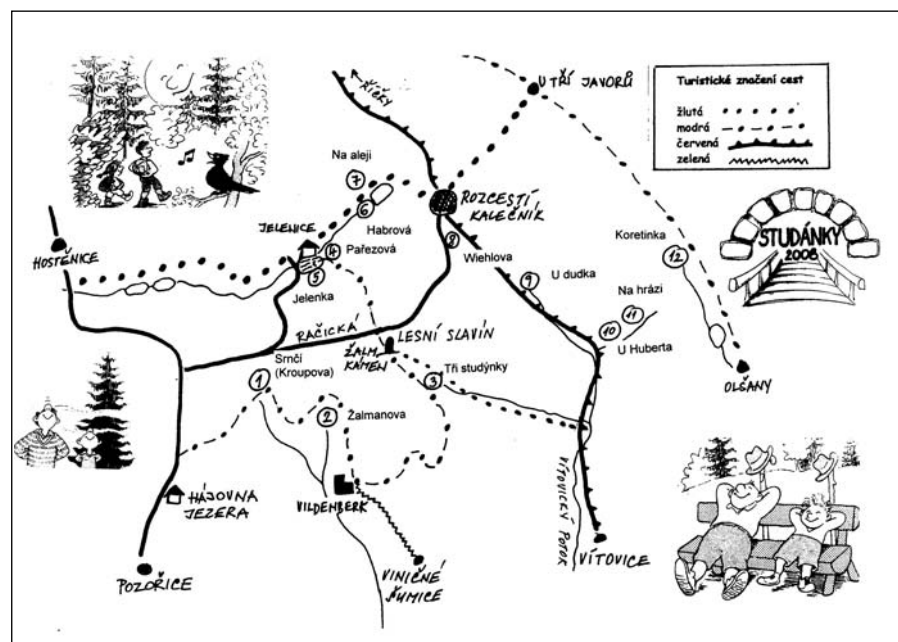 ŘÍČKY
U TŘÍ JAVORŮ
Turistické značení cest
žlutá
modrá
červená
zelená
Na aleji
7
6
ROZCESTÍ
KALEČNÍK
HOSTĚNICE
JELENICE
Habrová
4
Pařezová
5
Jelenka
8
Wiehlova
Koretinka
12
STUDÁNKY
2008
9
U dudka
Na hrázi
10
11
U Huberta
RAČICKÁ
LESNÍ SLAVÍN
ŽALM.
KÁMEN
Srnčí
(Kroupova)
1
3
Tři studýnky
OLŠANY
2
Žalmanova
HÁJOVNA
JEZERA
VILDENBERK
VÍTOVICKÝ POTOK
VÍTOVICE
POZOŘICE
VINIČNÉ
ŠUMICE